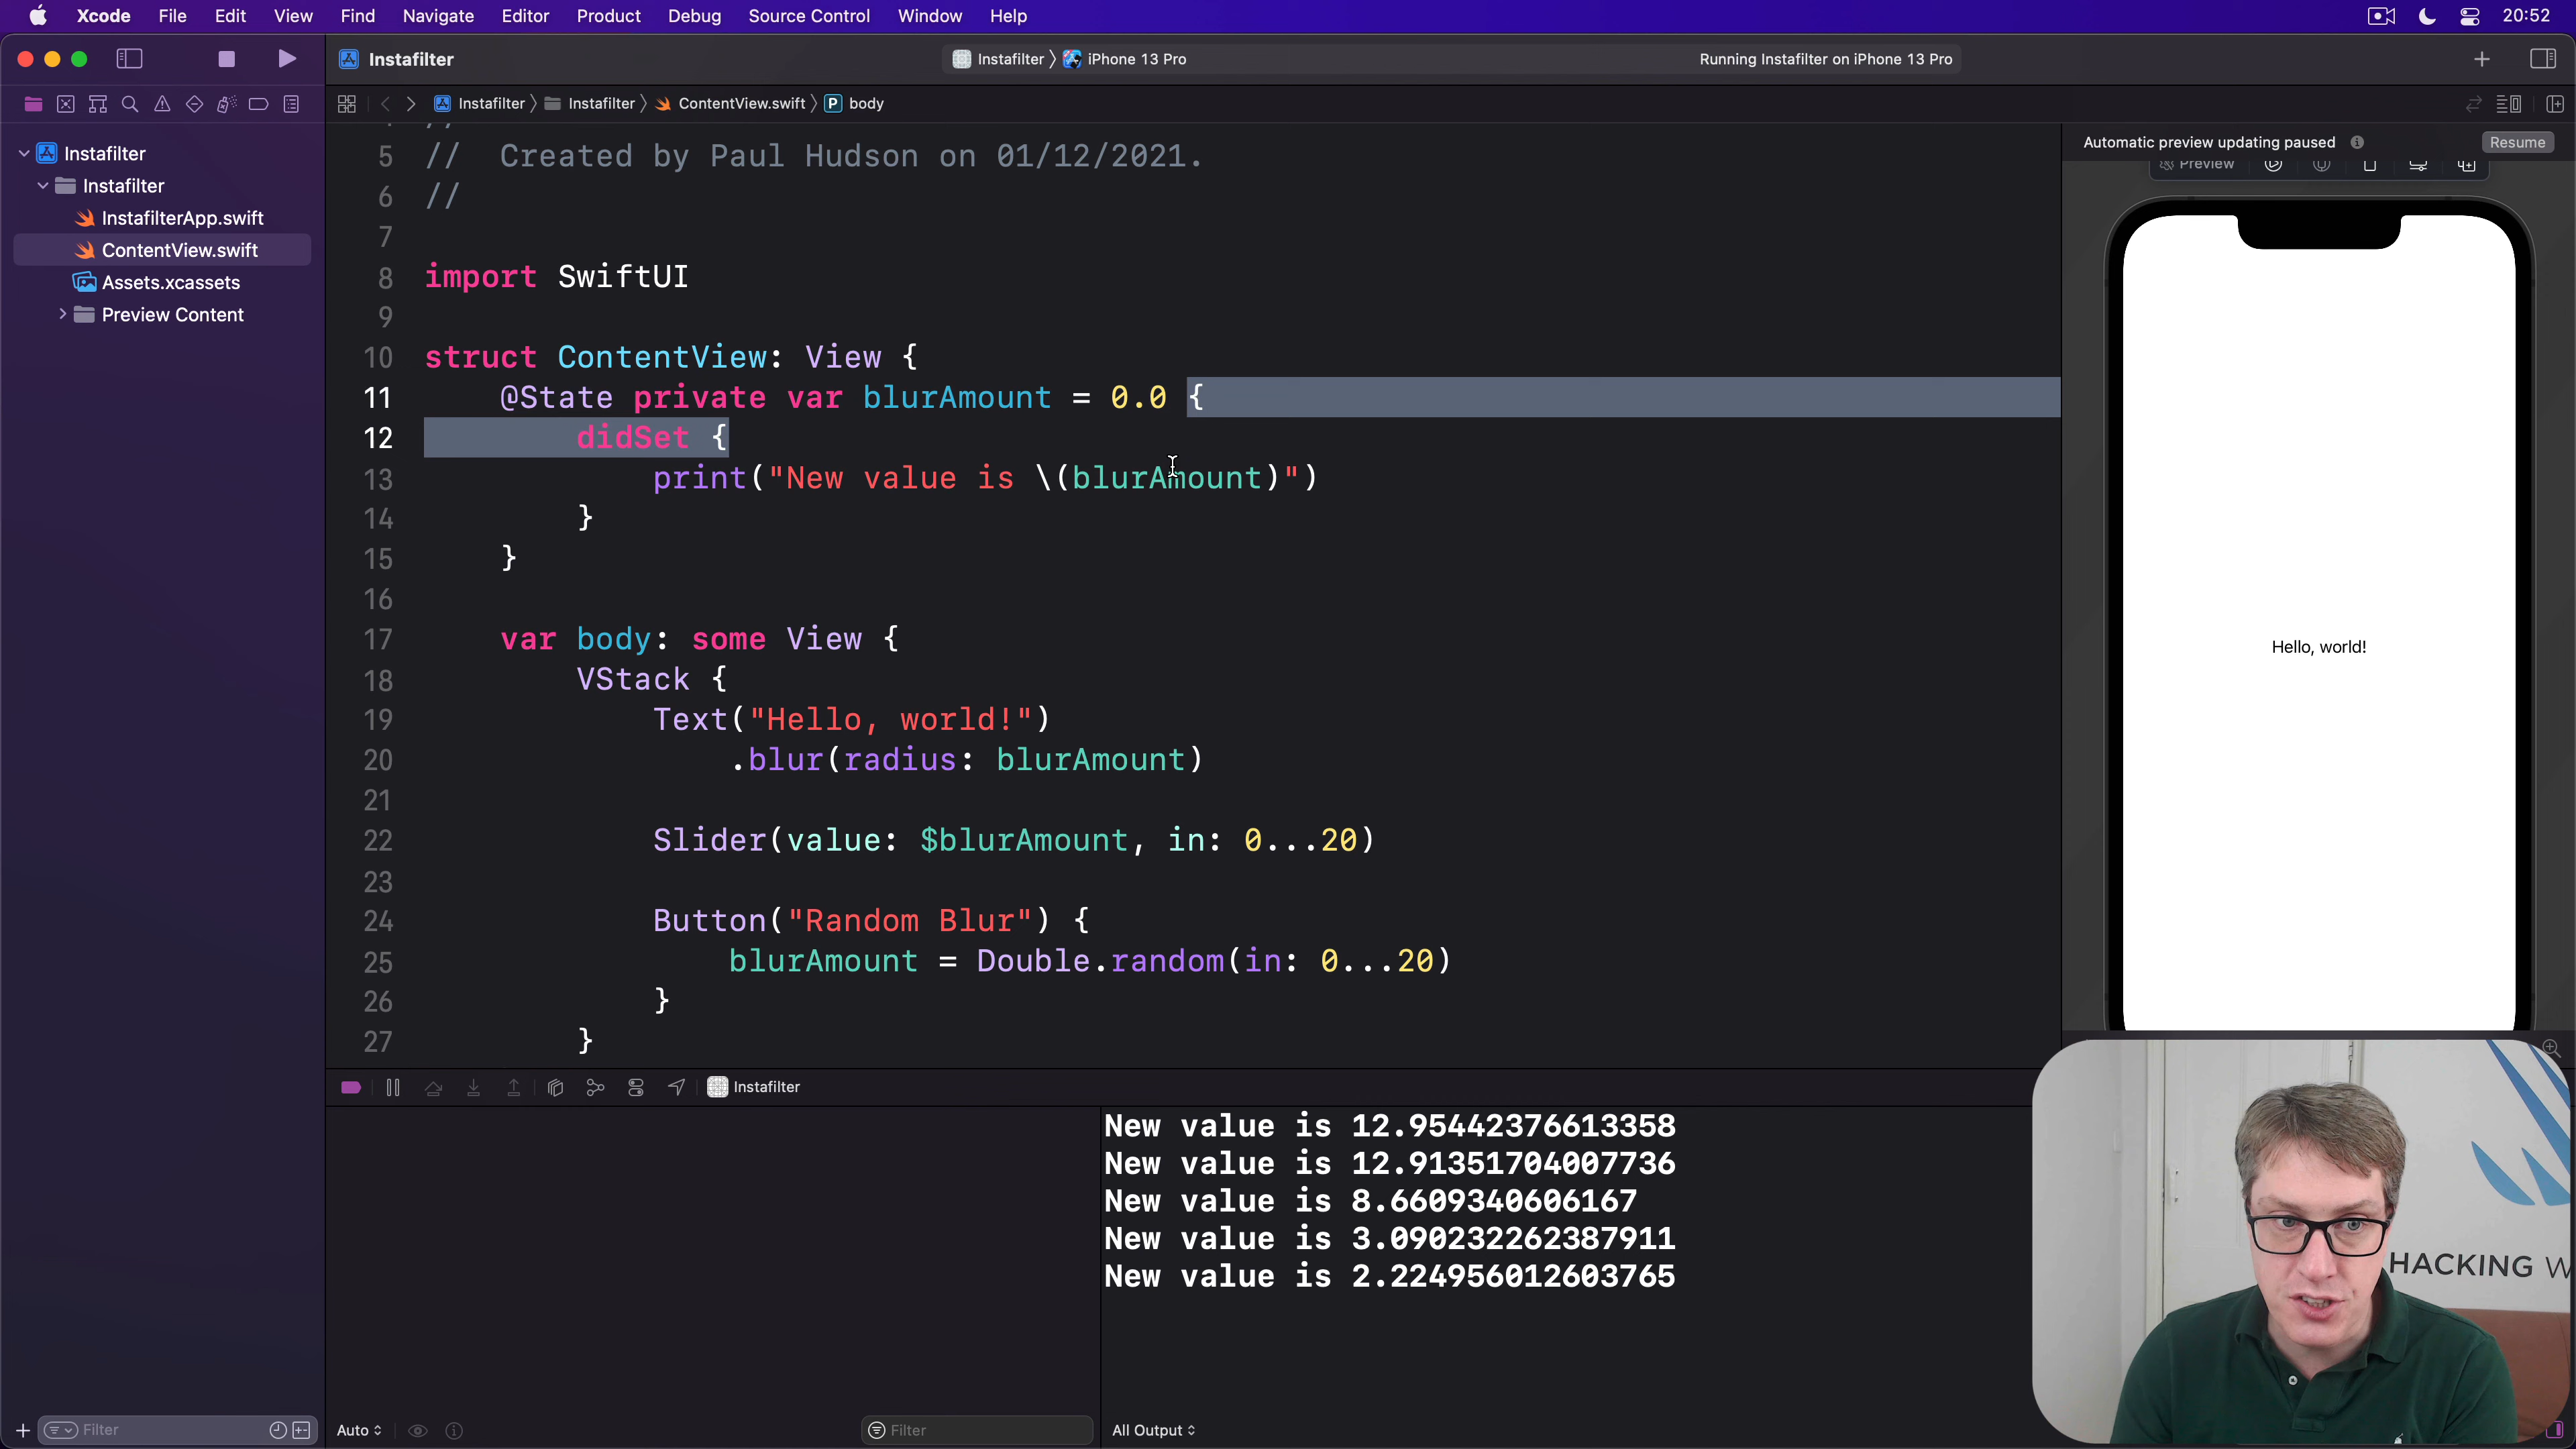 Xcode File Edit View Find Navigate Editor Product Debug Source Control Window Help 20:52
Instafilter Instafilter iPhone 13 Pro Running Instafilter on iPhone 13 Pro
Instafilter Instafilter ContentView.swift P body
Instafilter
Instafilter
InstafilterApp.swift
ContentView.swift
Assets.xcassets
Preview Content
5 // Created by Paul Hudson on 01/12/2021.
6 //
7
8 import SwiftUI
9
10 struct ContentView: View {
11 @State private var blurAmount = 0.0 {
12 didSet {
13 print("New value is \(blurAmount)")
14 }
15 }
16
17 var body: some View {
18 VStack {
19 Text("Hello, world!")
20 .blur(radius: blurAmount)
21
22 Slider(value: $blurAmount, in: 0...20)
23
24 Button("Random Blur") {
25 blurAmount = Double.random(in: 0...20)
26 }
27 }
Automatic preview updating paused Resume
Preview
Hello, world!
Instafilter
New value is 12.95442376613358
New value is 12.91351704007736
New value is 8.6609340606167
New value is 3.090232262387911
New value is 2.224956012603765
HACKING W
Filter
Auto
Filter
All Output